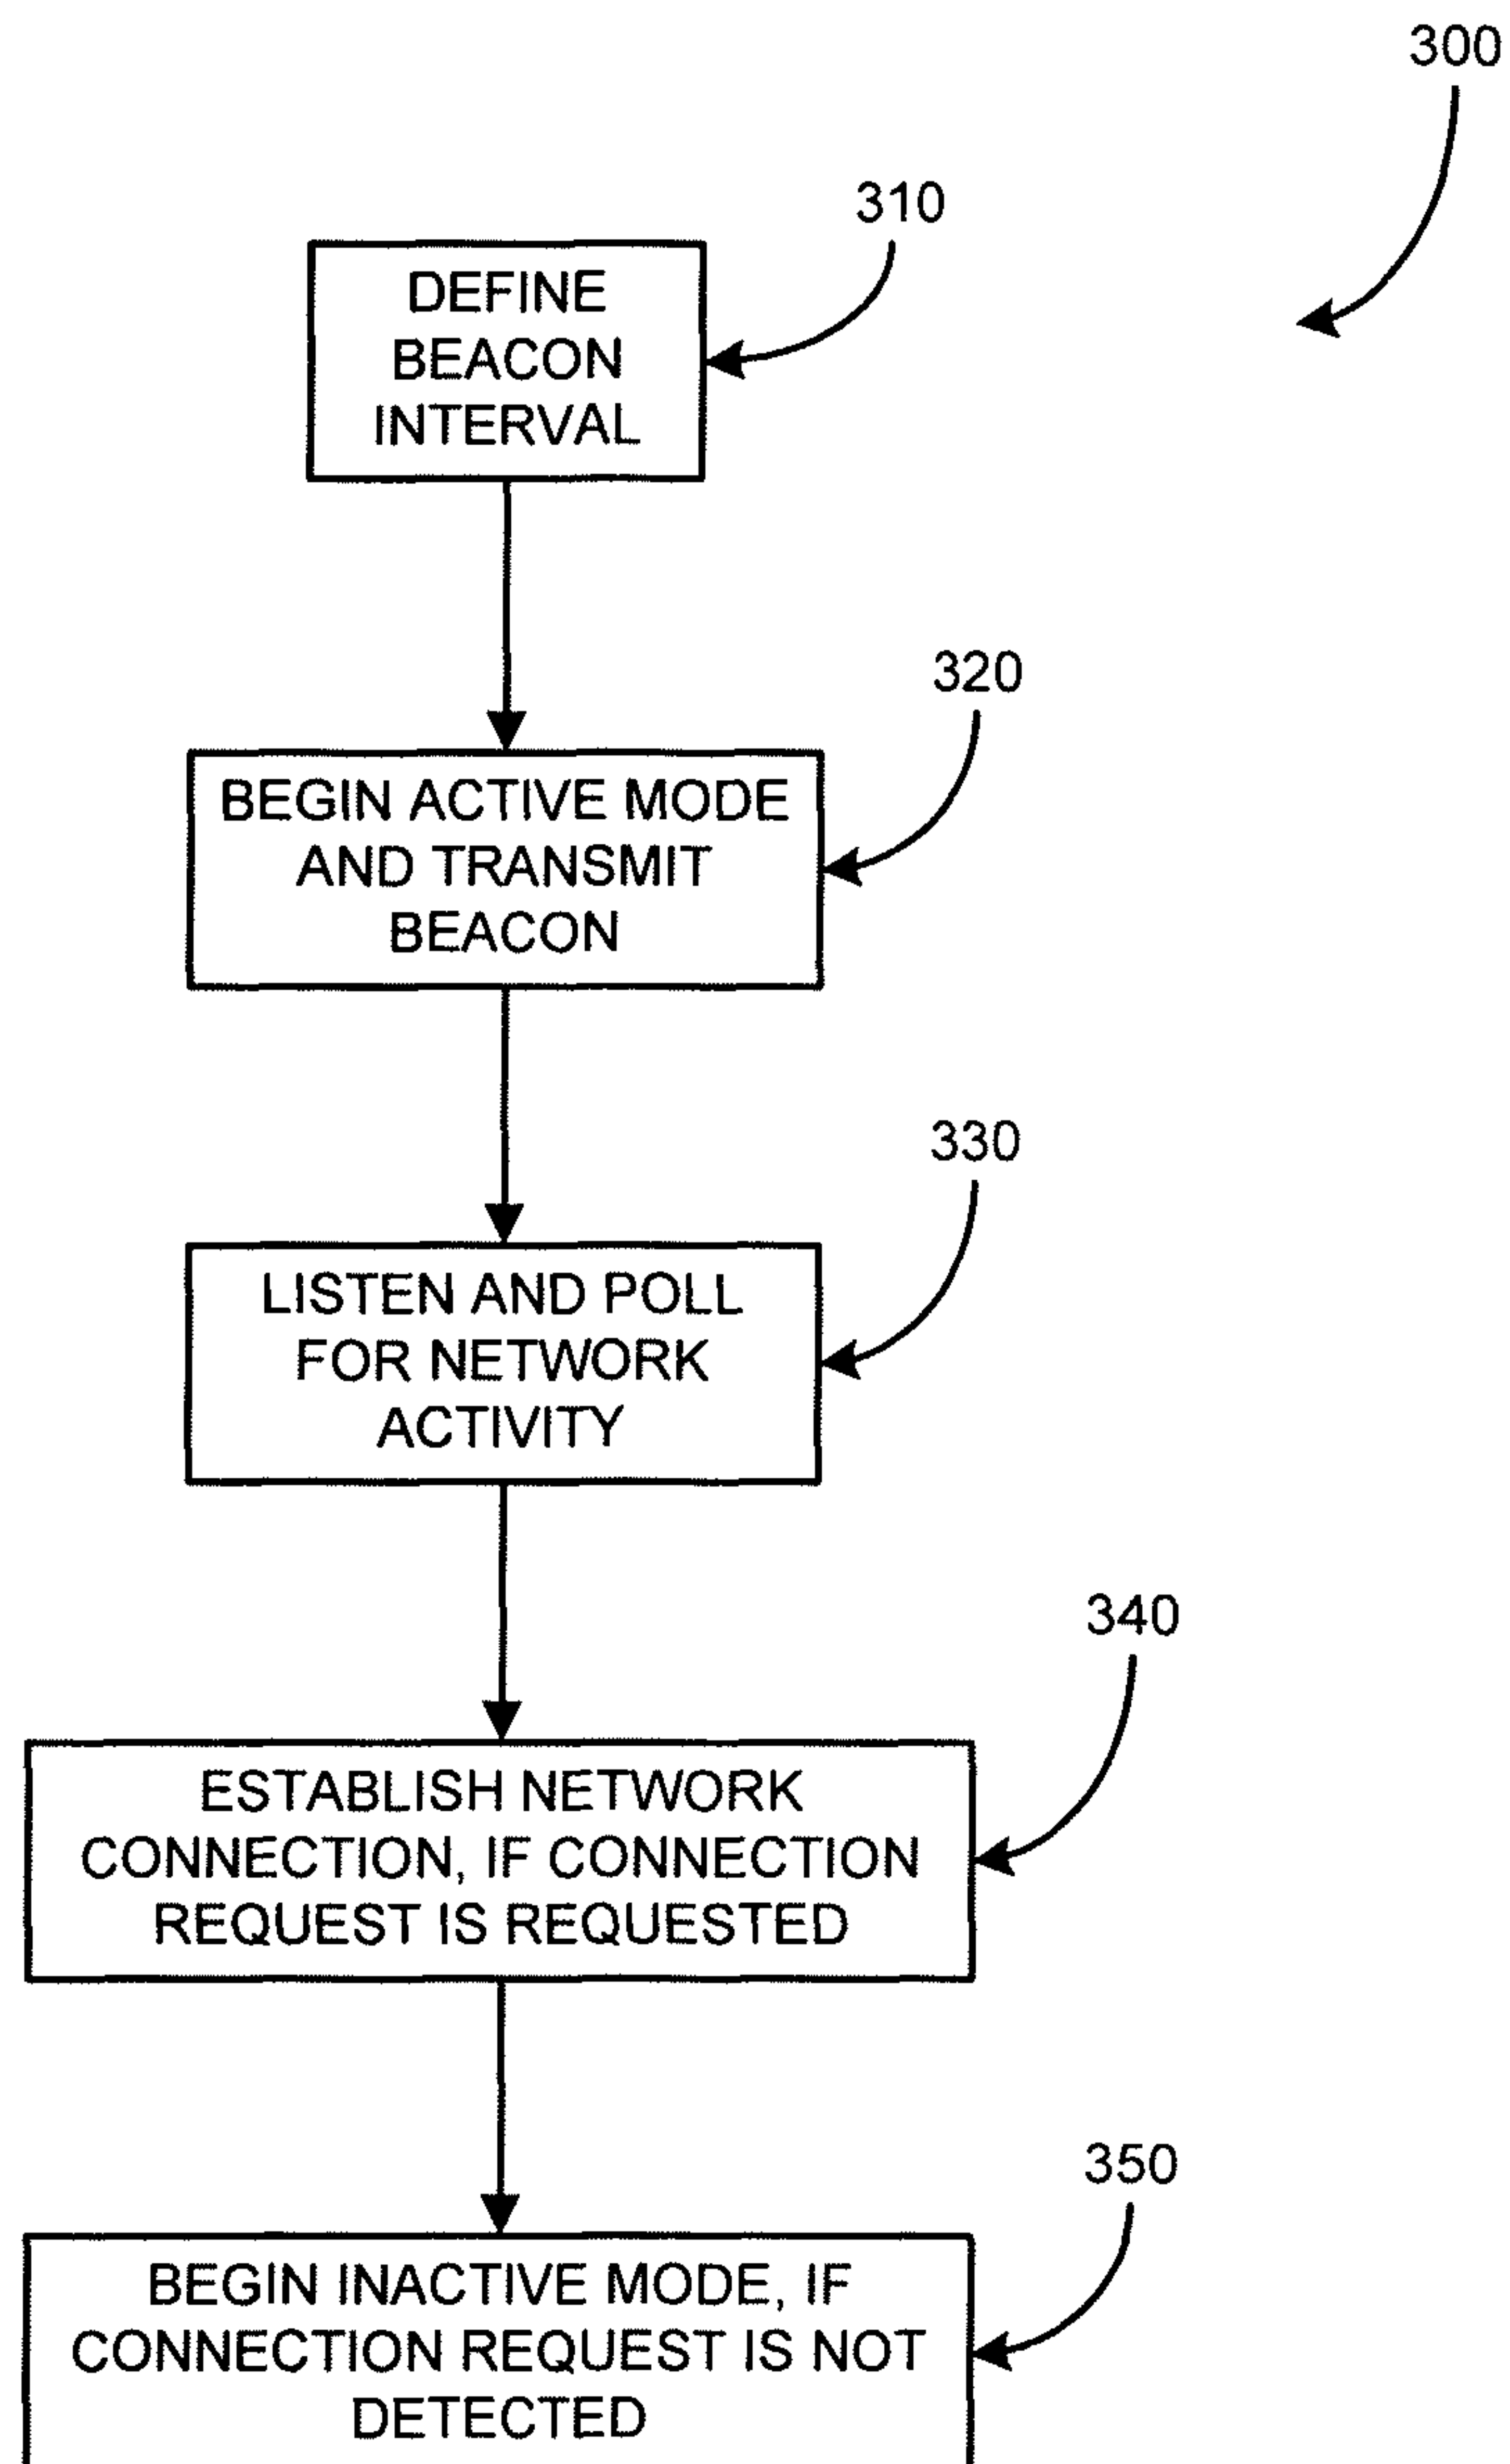 300
310
DEFINE
BEACON
INTERVAL
320
BEGIN ACTIVE MODE
AND TRANSMIT
BEACON
330
LISTEN AND POLL
FOR NETWORK
ACTIVITY
340
ESTABLISH NETWORK
CONNECTION, IF CONNECTION
REQUEST IS REQUESTED
350
BEGIN INACTIVE MODE, IF
CONNECTION REQUEST IS NOT
DETECTED